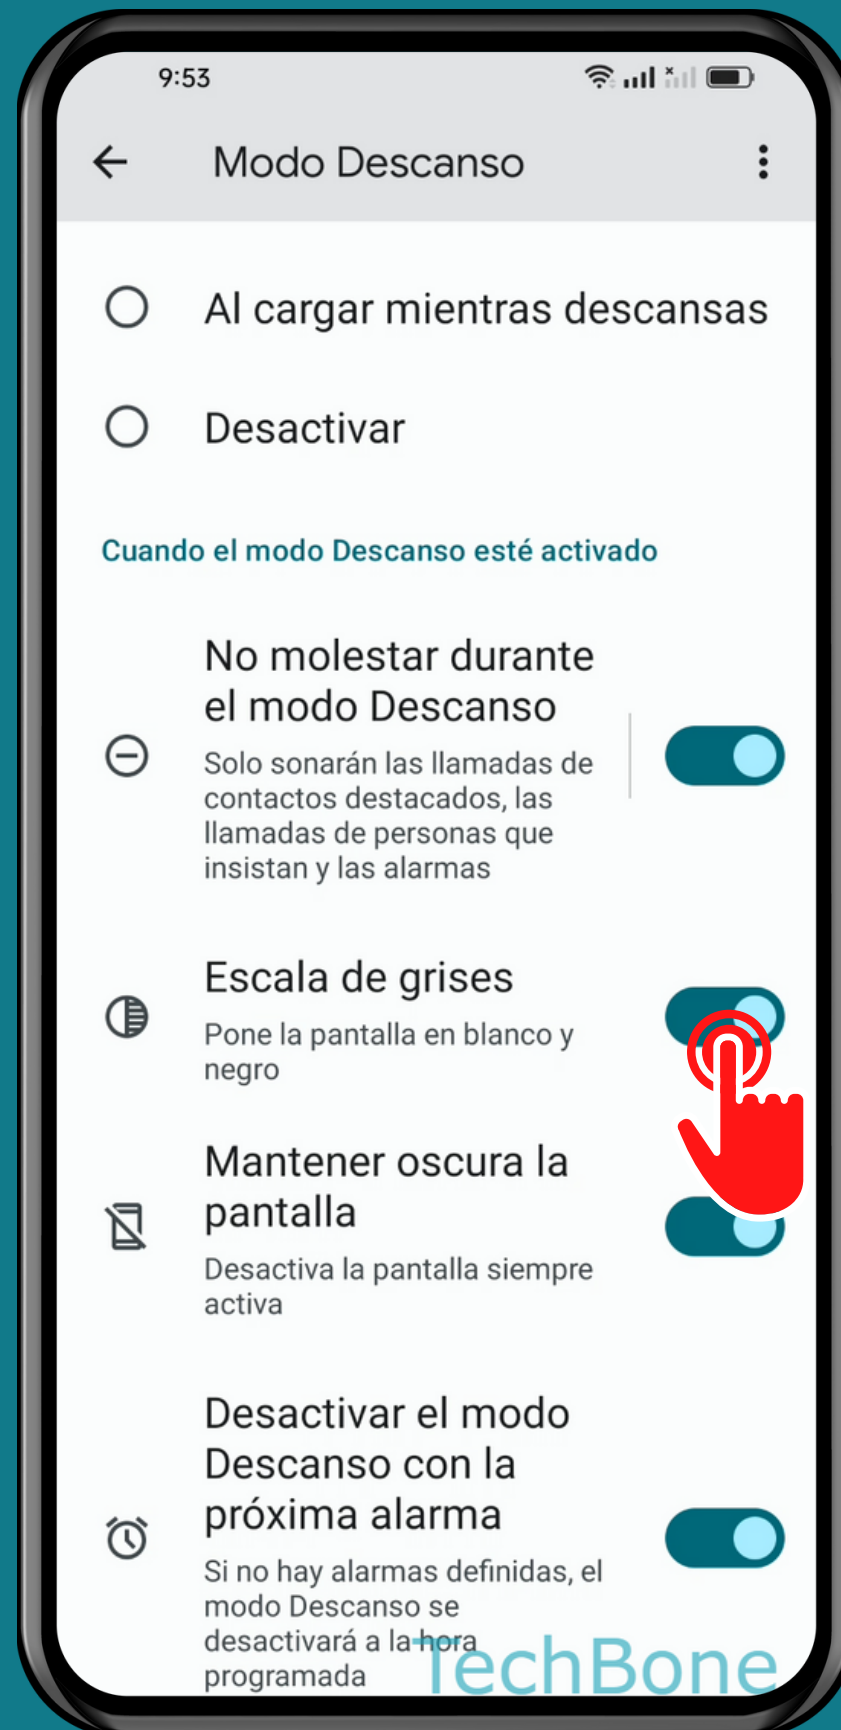 9:53
Modo Descanso
Al cargar mientras descansas
Desactivar
Cuando el modo Descanso esté activado
No molestar durante
el modo Descanso
Solo sonarán las llamadas de
contactos destacados, las
llamadas de personas que
insistan y las alarmas
Escala de grises
Pone la pantalla en blanco y
negro
Mantener oscura la
pantalla
Desactiva la pantalla siempre
activa
Desactivar el modo
Descanso con la
próxima alarma
Si no hay alarmas definidas, el
modo Descanso se
desactivará a la hora
programada
TechBone